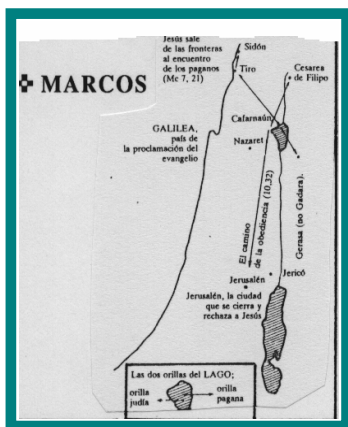 Jesús sale
de las fronteras
al encuentro
de los paganos
(Mc 7, 21)
Sidón
Tiro
Cesarea
de Filipo
✤ MARCOS
Cafarnaún
GALILEA,
país de
la proclamación del
evangelio
Nazaret
El camino
de la obediencia (10,32)
Gerasa (no Gadara).
Jerusalén
Jericó
Jerusalén, la ciudad
que se cierra y
rechaza a Jesús
Las dos orillas del LAGO;
orilla
judía
orilla
pagana